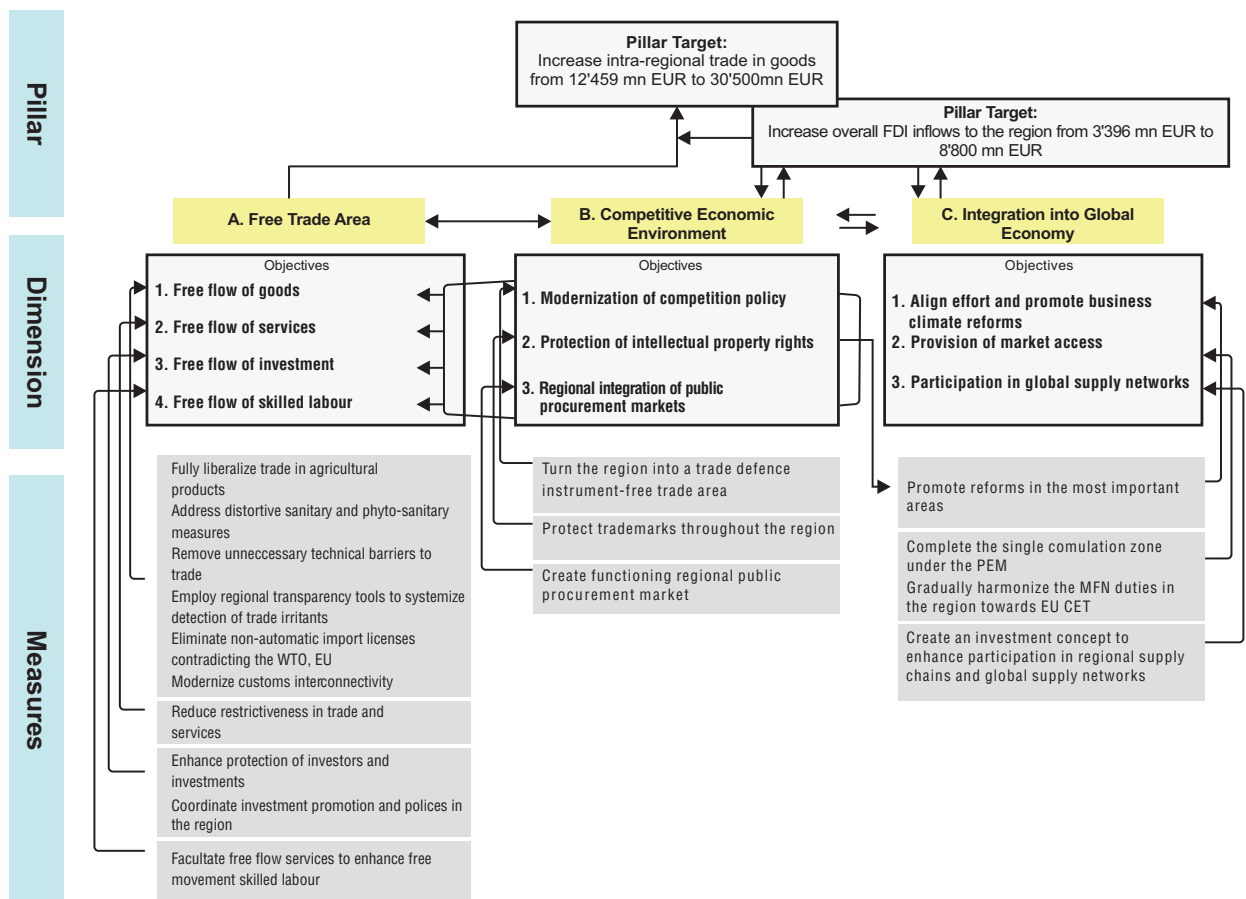 Pillar
Pillar Target:
Increase intra-regional trade in goods
from 12'459 mn EUR to 30'500mn EUR
Pillar Target:
Increase overall FDI inflows to the region from 3'396 mn EUR to
8'800 mn EUR
A. Free Trade Area
B. Competitive Economic
Environment
C. Integration into Global
Economy
Dimension
Objectives
1. Free flow of goods
2. Free flow of services
3. Free flow of investment
4. Free flow of skilled labour
Objectives
1. Modernization of competition policy
2. Protection of intellectual property rights
3. Regional integration of public
procurement markets
Objectives
1. Align effort and promote business
climate reforms
2. Provision of market access
3. Participation in global supply networks
Measures
Fully liberalize trade in agricultural
products
Address distortive sanitary and phyto-sanitary
measures
Remove unneccessary technical barriers to
trade
Employ regional transparency tools to systemize
detection of trade irritants
Eliminate non-automatic import licenses
contradicting the WTO, EU
Modernize customs interconnectivity
Reduce restrictiveness in trade and
services
Enhance protection of investors and
investments
Coordinate investment promotion and polices in
the region
Facultate free flow services to enhance free
movement skilled labour
Turn the region into a trade defence
instrument-free trade area
Protect trademarks throughout the region
Create functioning regional public
procurement market
Promote reforms in the most important
areas
Complete the single comulation zone
under the PEM
Gradually harmonize the MFN duties in
the region towards EU CET
Create an investment concept to
enhance participation in regional supply
chains and global supply networks